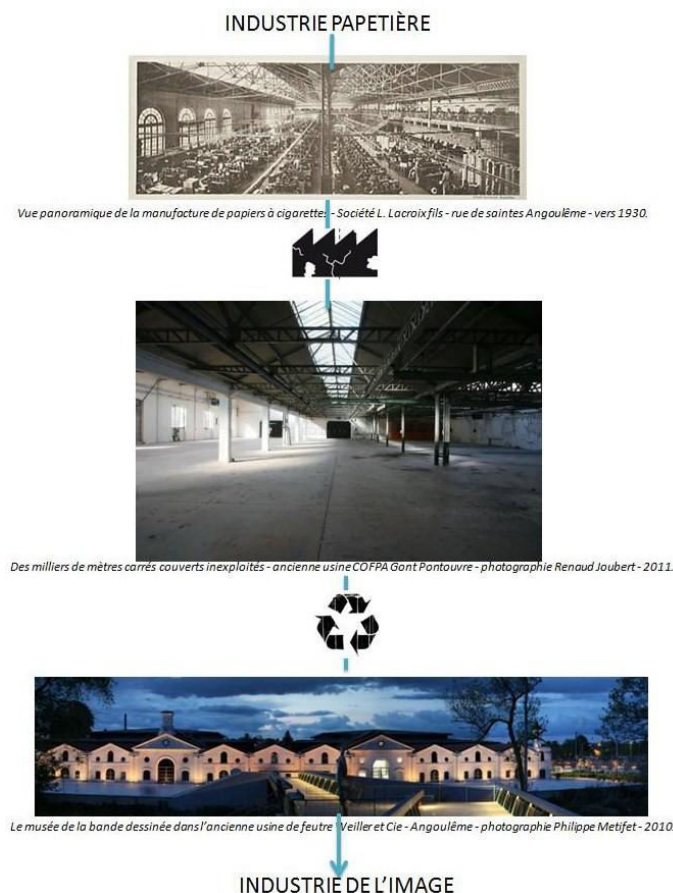 INDUSTRIE PAPETIÈRE
Vue panoramique de la manufacture de papiers à cigarettes - Société L. Lacroix fils - rue de saintes Angoulême - vers 1930.
Des milliers de mètres carrés couverts inexploités - ancienne usine COFPA Gont Pontouvre - photographie Renaud Joubert - 2011.
Le musée de la bande dessinée dans l'ancienne usine de feutre Weiller et Cie - Angoulême - photographie Philippe Metifet - 2010.
INDUSTRIE DE L'IMAGE